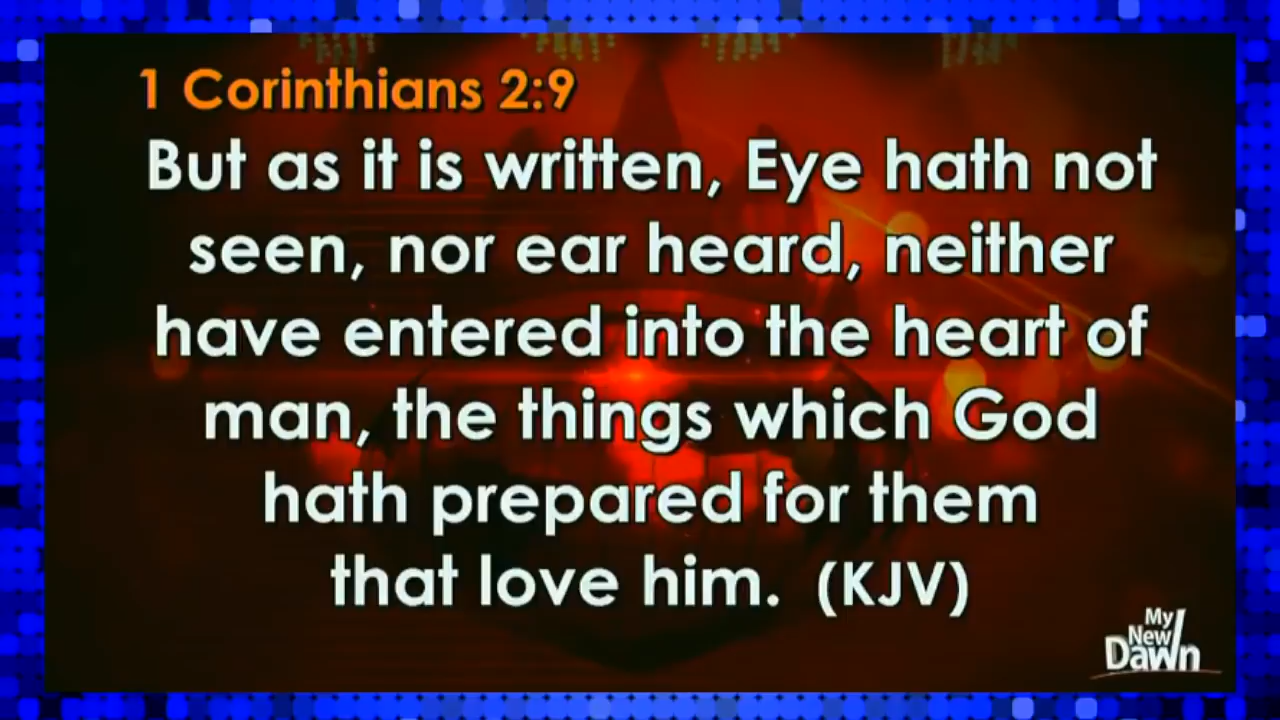 1 Corinthians 2:9
But as it is written, Eye hath not
seen, nor ear heard, neither
have entered into the heart of
man, the things which God
hath prepared for them
that love him. (KJV)
My
New
Dawn